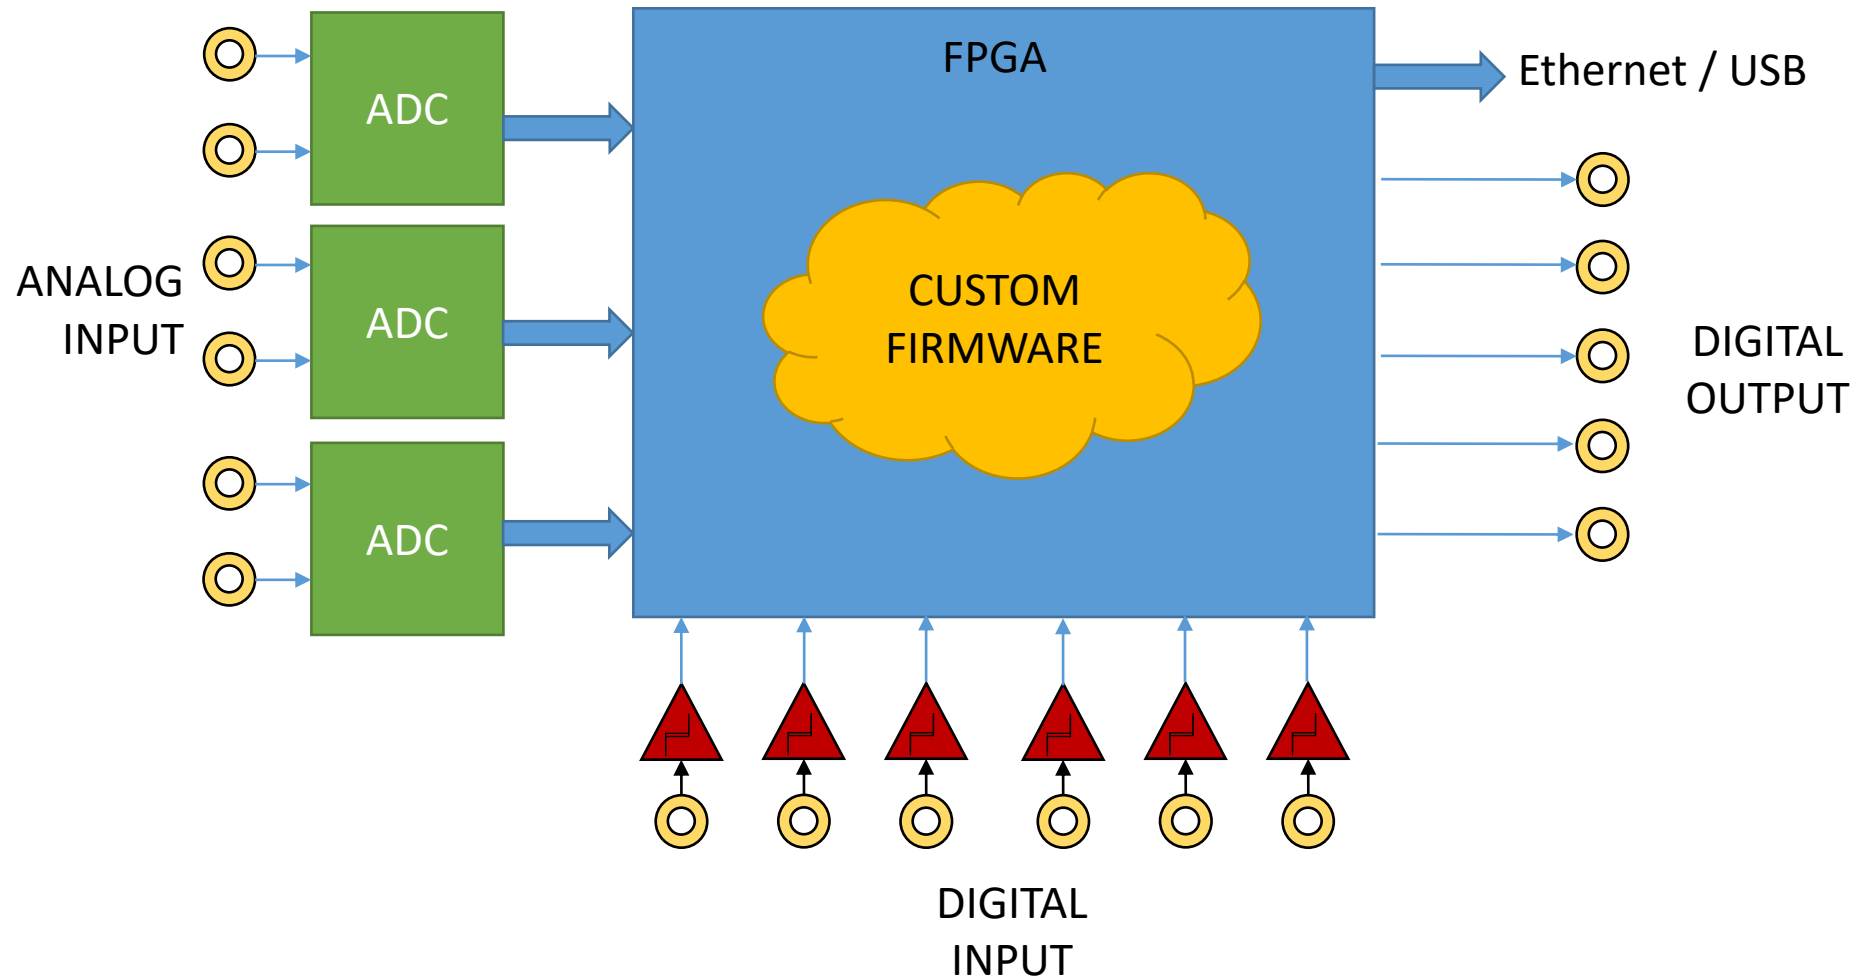 FPGA
Ethernet / USB
ADC
ADC
ADC
ANALOG
INPUT
CUSTOM
FIRMWARE
DIGITAL
OUTPUT
DIGITAL
INPUT